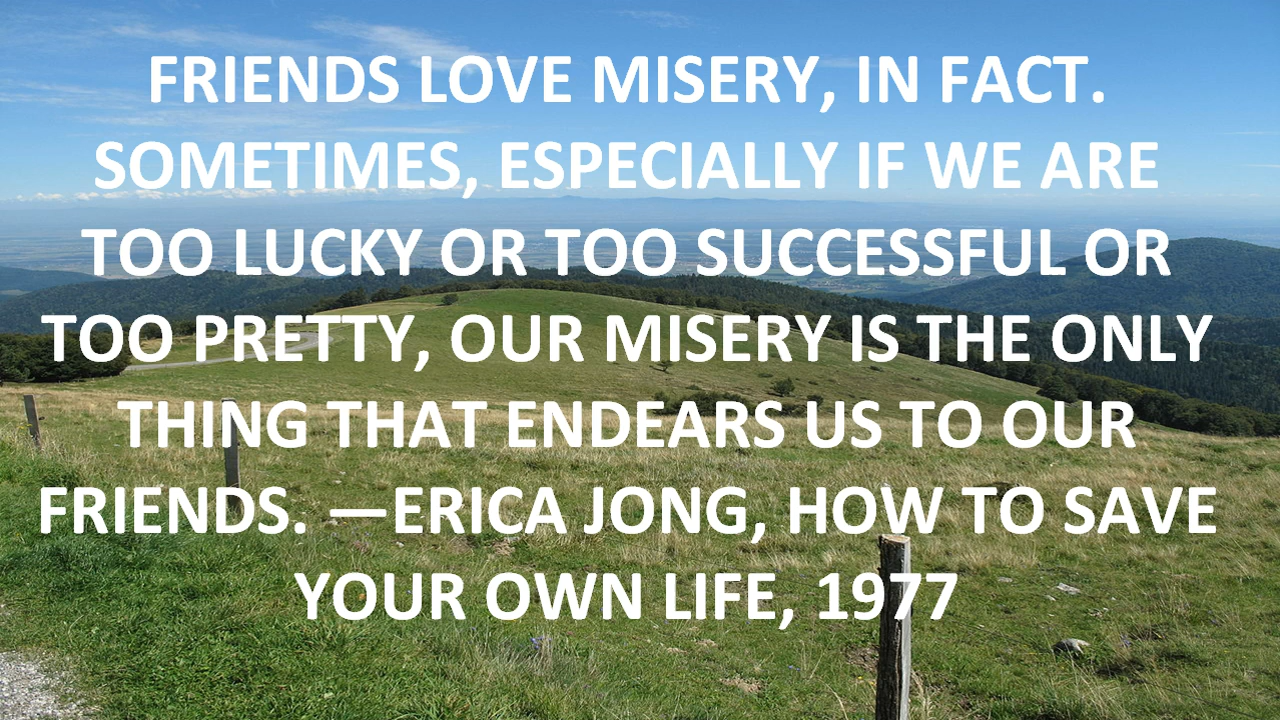 FRIENDS LOVE MISERY, IN FACT.
SOMETIMES, ESPECIALLY IF WE ARE
TOO LUCKY OR TOO SUCCESSFUL OR
TOO PRETTY, OUR MISERY IS THE ONLY
THING THAT ENDEARS US TO OUR
FRIENDS. —ERICA JONG, HOW TO SAVE
YOUR OWN LIFE, 1977